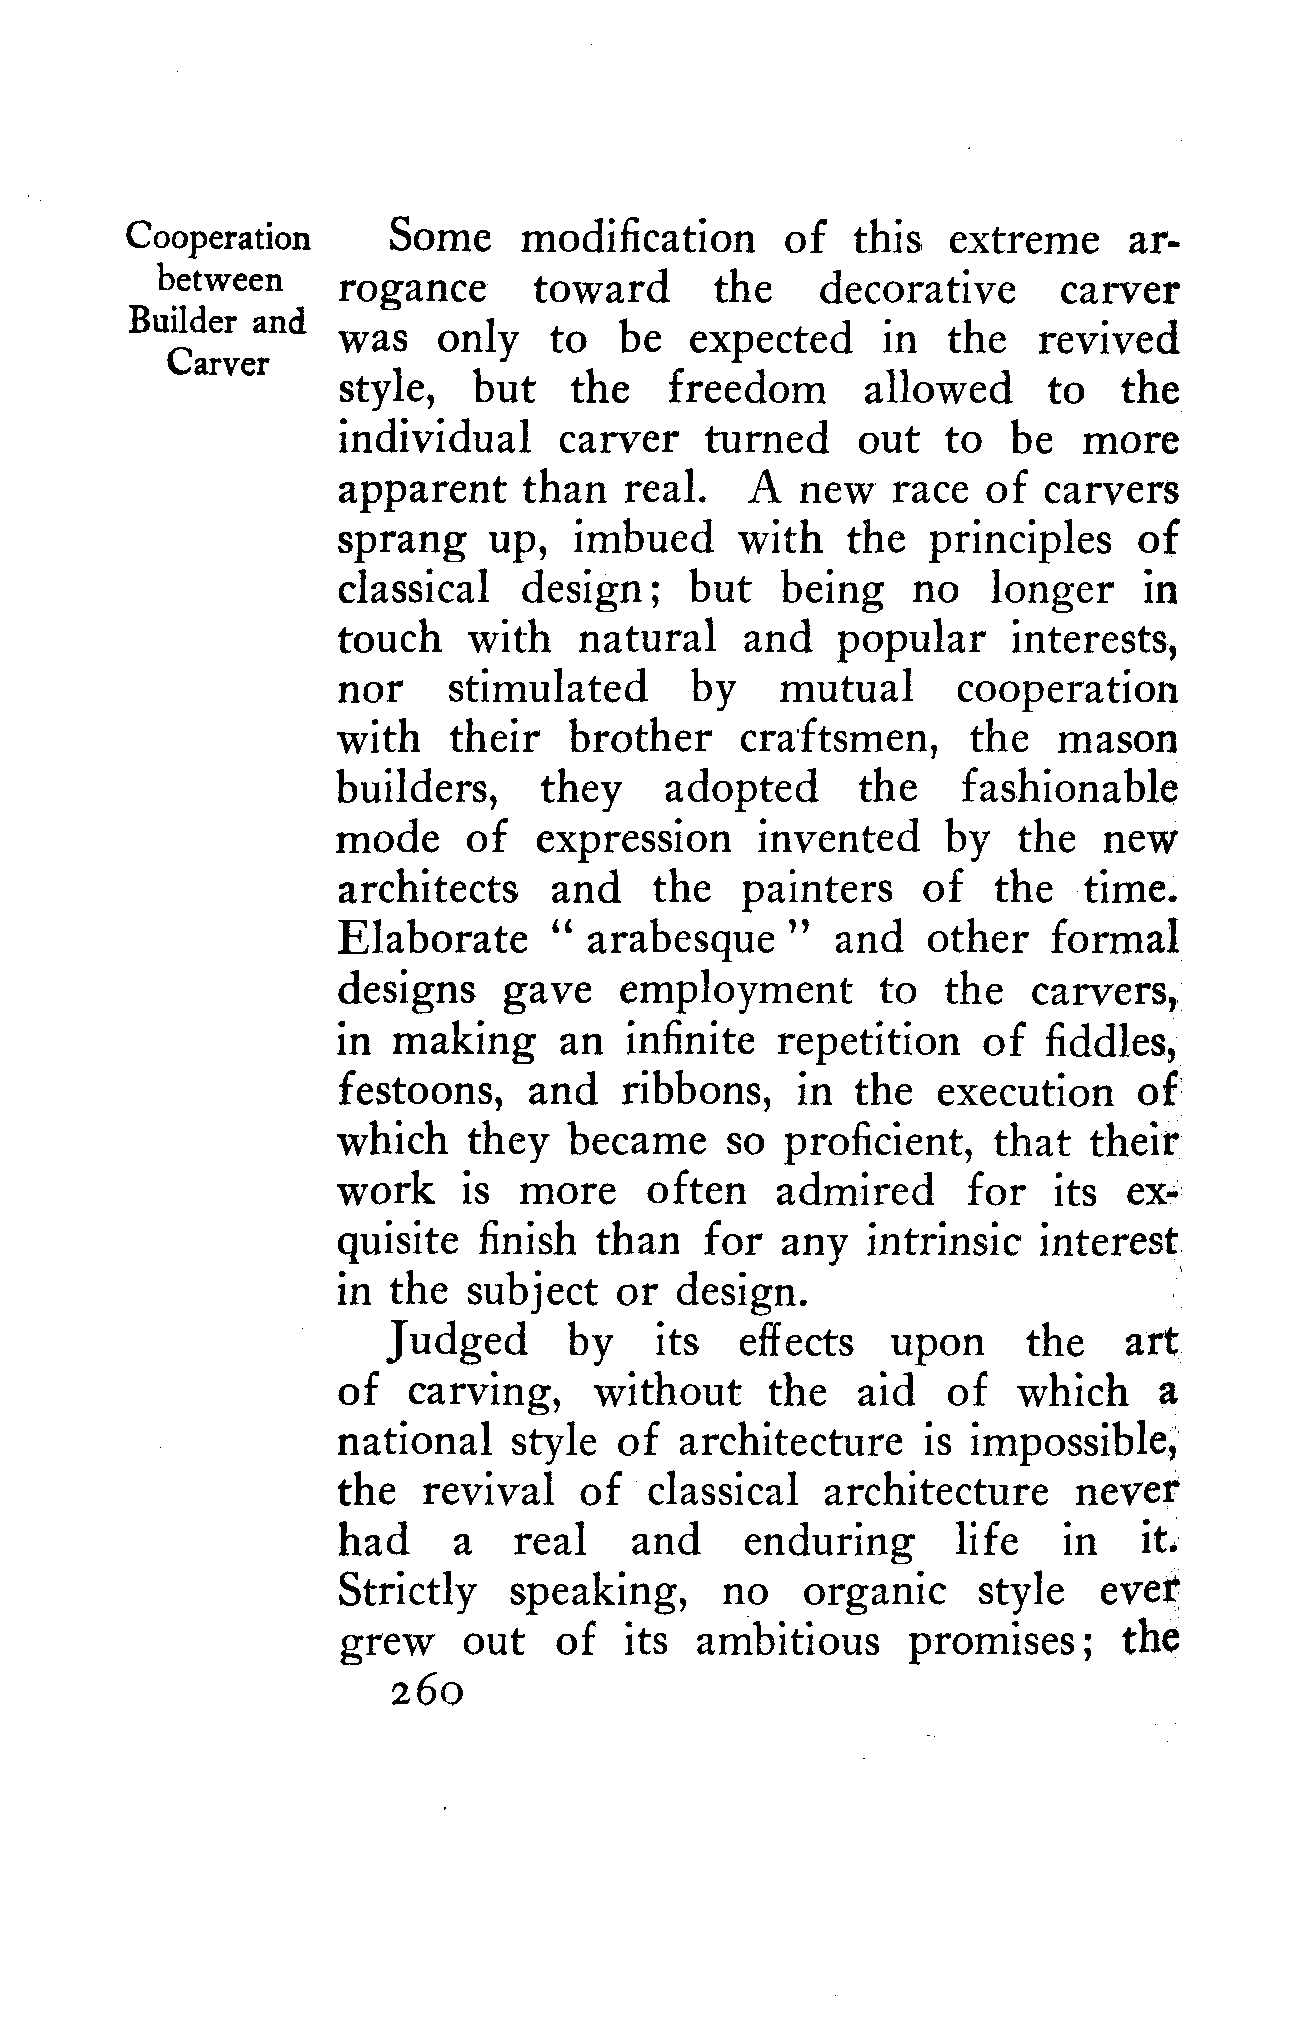 Cooperation
between
Builder and
Carver
Some modification of this extreme ar-
rogance toward the decorative carver
was only to be expected in the revived
style, but the freedom allowed to the
individual carver turned out to be more
apparent than real. A new race of carvers
sprang up, imbued with the principles of
classical design; but being no longer in
touch with natural and popular interests,
nor stimulated by mutual cooperation
with their brother craftsmen, the mason
builders, they adopted the fashionable
mode of expression invented by the new
architects and the painters of the time.
Elaborate “ arabesque ” and other formal
designs gave employment to the carvers,
in making an infinite repetition of fiddles,
festoons, and ribbons, in the execution of
which they became so proficient, that their
work is more often admired for its ex-
quisite finish than for any intrinsic interest
in the subject or design.
Judged by its effects upon the art
of carving, without the aid of which a
national style of architecture is impossible,
the revival of classical architecture never
had a real and enduring life in it.
Strictly speaking, no organic style ever
grew out of its ambitious promises; the
260